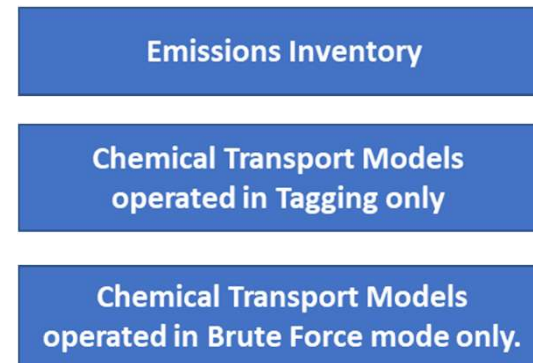 Emissions Inventory
Chemical Transport Models
operated in Tagging only
Chemical Transport Models
operated in Brute Force mode only.